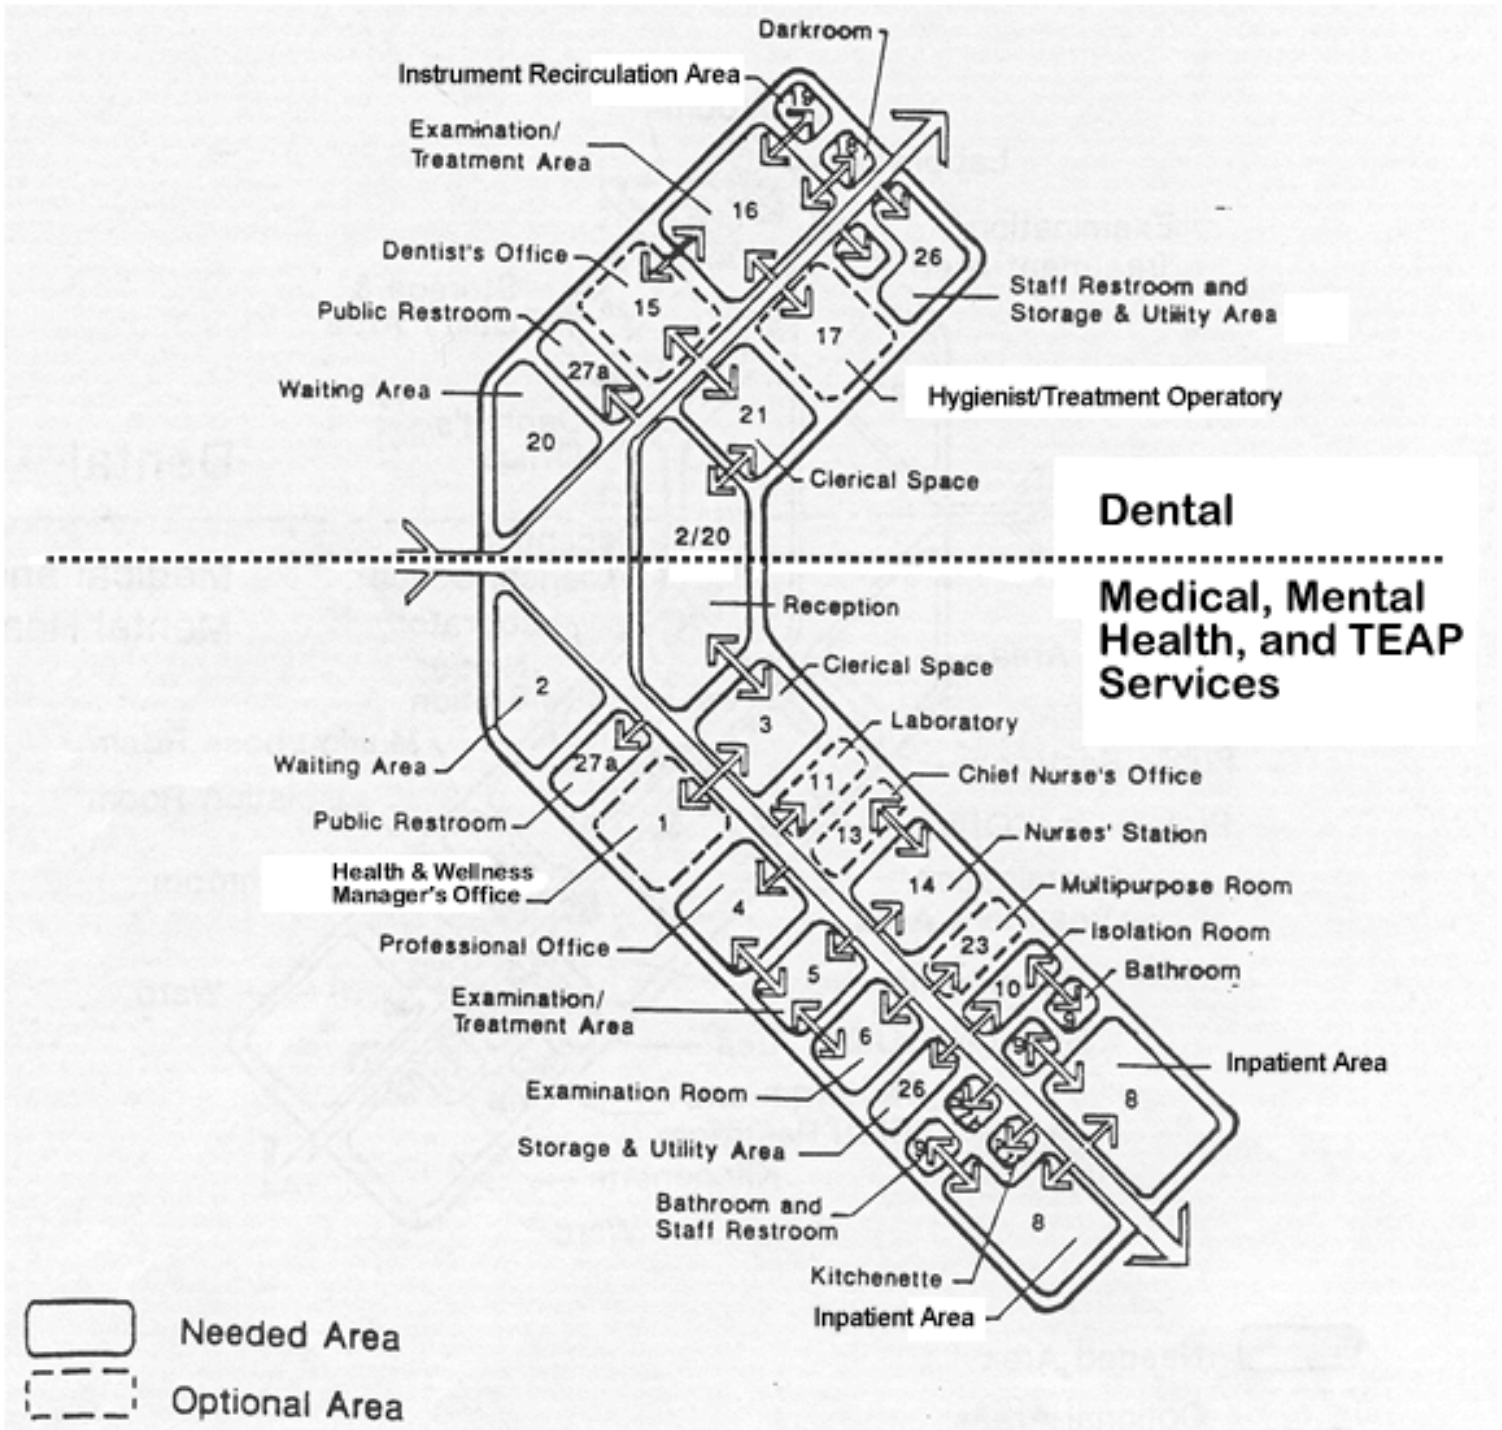 Darkroom
Instrument Recirculation Area
Examination/
Treatment Area
16
Dentist's Office
26
Staff Restroom and
Storage & Utility Area
15
Public Restroom
17
27a
Waiting Area
Hygienist/Treatment Operatory
21
20
Clerical Space
Dental
2/20
Medical, Mental
Health, and TEAP
Services
Reception
Clerical Space
2
3
Laboratory
Waiting Area
27a
11
Chief Nurse's Office
Public Restroom
1
13
Nurses' Station
Health & Wellness
Manager's Office
14
Multipurpose Room
4
Professional Office
23
Isolation Room
5
Bathroom
10
9
Examination/
Treatment Area
6
9
Inpatient Area
8
Examination Room
26
Storage & Utility Area
9
Bathroom and
Staff Restroom
8
Kitchenette
Inpatient Area
Needed Area
Optional Area